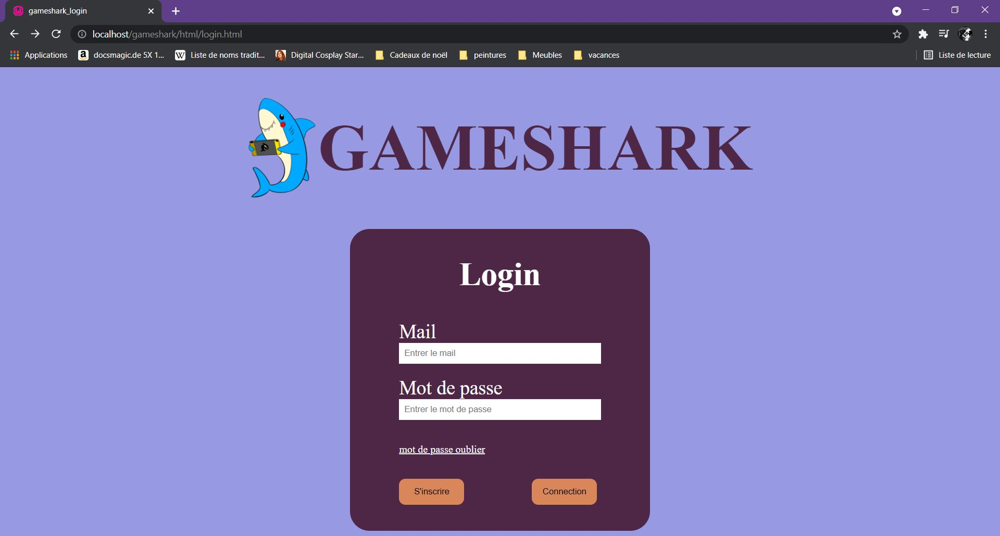 gameshark_login
localhost/gameshark/html/login.html
Applications
docsmagic.de 5X 1...
Liste de noms tradit...
Digital Cosplay Star...
Cadeaux de noël
peintures
Meubles
vacances
Liste de lecture
GAMESHARK
Login
Mail
Entrer le mail
Mot de passe
Entrer le mot de passe
mot de passe oublier
S'inscrire
Connection